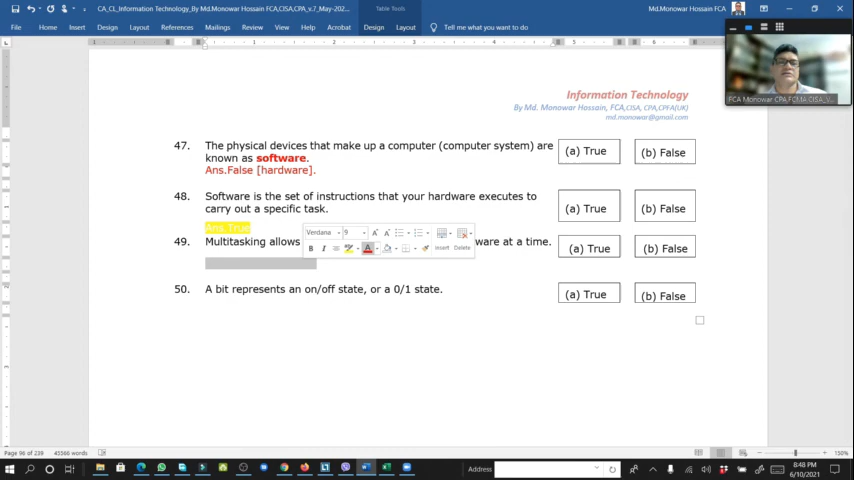 CA_CL_Information Technology_By Md.Monowar Hossain FCA,CISA,CPA_v.7_May-202...
Table Tools
Md.Monowar Hossain FCA
File
Home
Insert
Design
Layout
References
Mailings
Review
View
Help
Acrobat
Design
Layout
Tell me what you want to do
FCA Monowar CPA,FCMA,CISA_V...
Information Technology
By Md. Monowar Hossain, FCA,CISA, CPA,CPFA(UK)
md.monowar@gmail.com
47. The physical devices that make up a computer (computer system) are known as software.
Ans.False [hardware].
(a) True
(b) False
48. Software is the set of instructions that your hardware executes to carry out a specific task.
Ans.True
(a) True
(b) False
Verdana 9
Insert Delete
49. Multitasking allows ware at a time.
(a) True
(b) False
50. A bit represents an on/off state, or a 0/1 state.
(a) True
(b) False
Page 96 of 239 45566 words
150%
Address
8:48 PM
6/10/2021